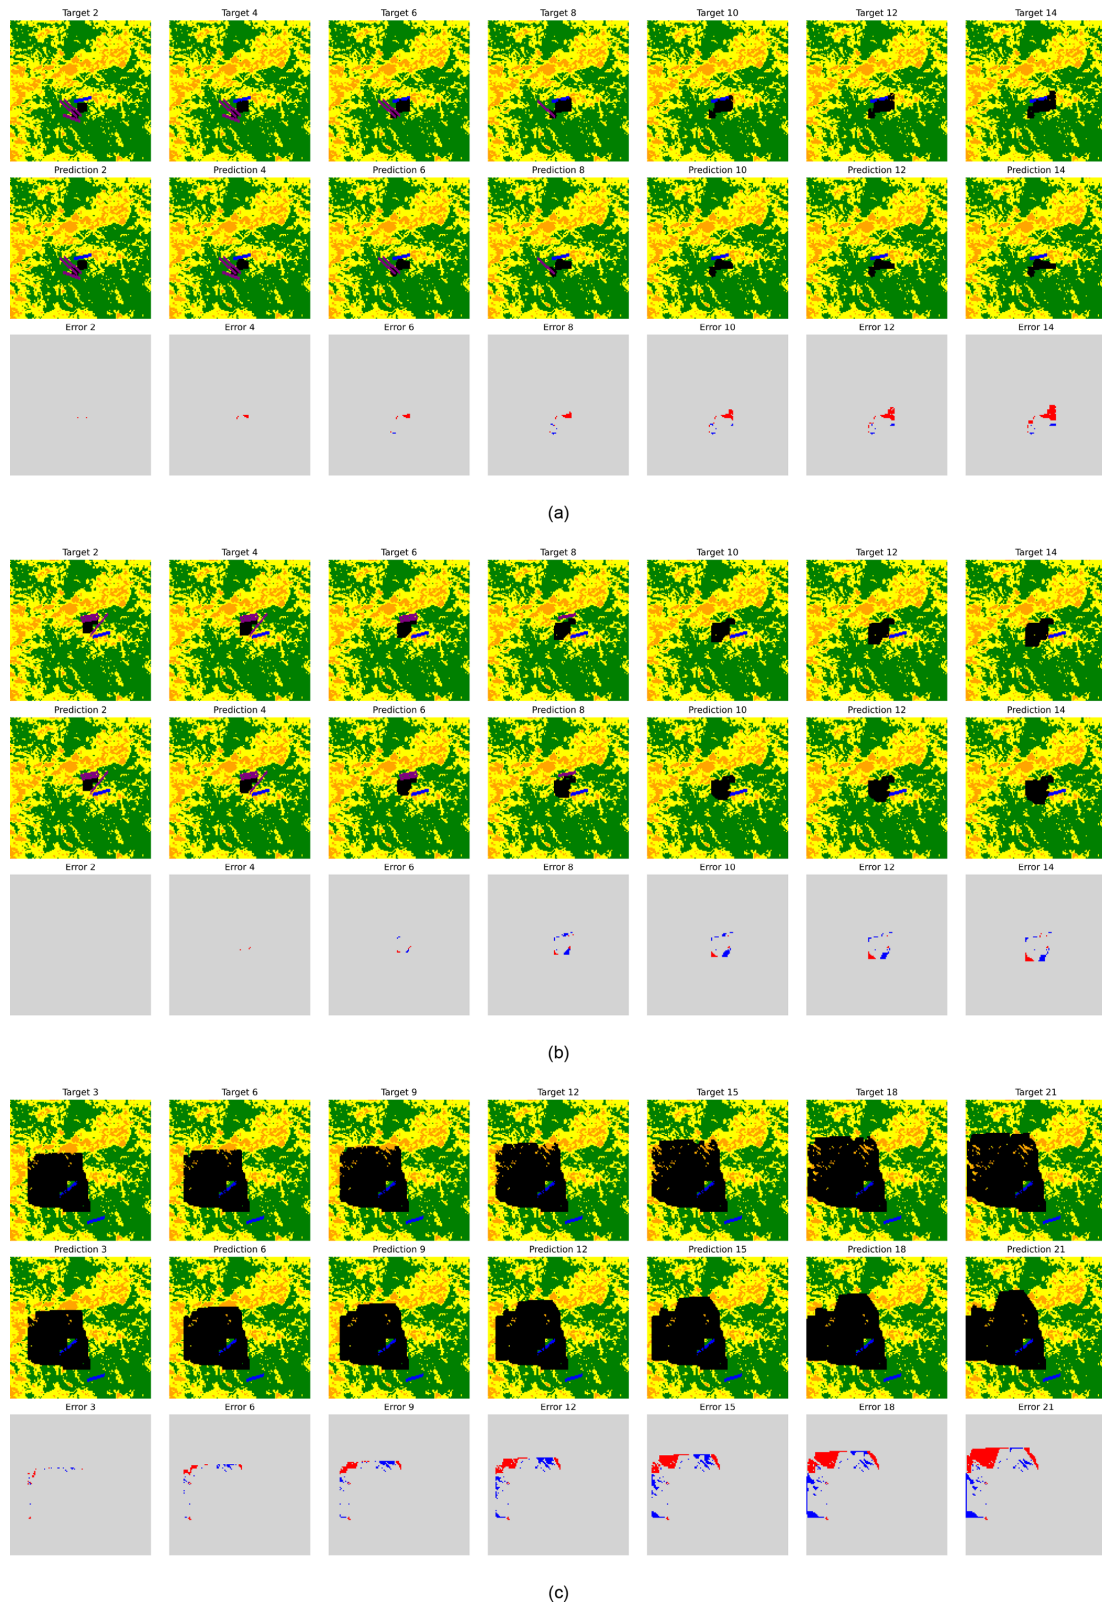 Target 2 Target 4 Target 6 Target 8 Target 10 Target 12 Target 14
Prediction 2 Prediction 4 Prediction 6 Prediction 8 Prediction 10 Prediction 12 Prediction 14
Error 2 Error 4 Error 6 Error 8 Error 10 Error 12 Error 14
(a)
Target 2 Target 4 Target 6 Target 8 Target 10 Target 12 Target 14
Prediction 2 Prediction 4 Prediction 6 Prediction 8 Prediction 10 Prediction 12 Prediction 14
Error 2 Error 4 Error 6 Error 8 Error 10 Error 12 Error 14
(b)
Target 3 Target 6 Target 9 Target 12 Target 15 Target 18 Target 21
Prediction 3 Prediction 6 Prediction 9 Prediction 12 Prediction 15 Prediction 18 Prediction 21
Error 3 Error 6 Error 9 Error 12 Error 15 Error 18 Error 21
(c)